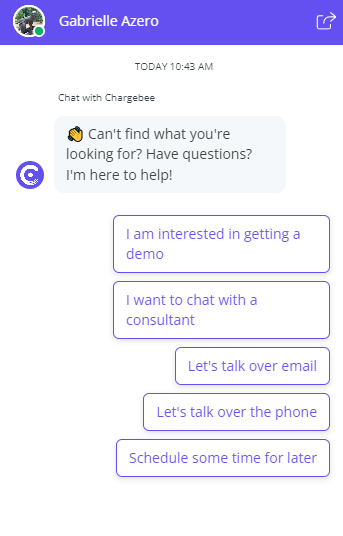 Gabrielle Azero
TODAY 10:43 AM
Chat with Chargebee
👋 Can't find what you're
looking for? Have questions?
I'm here to help!
I am interested in getting a
demo
I want to chat with a
consultant
Let's talk over email
Let's talk over the phone
Schedule some time for later